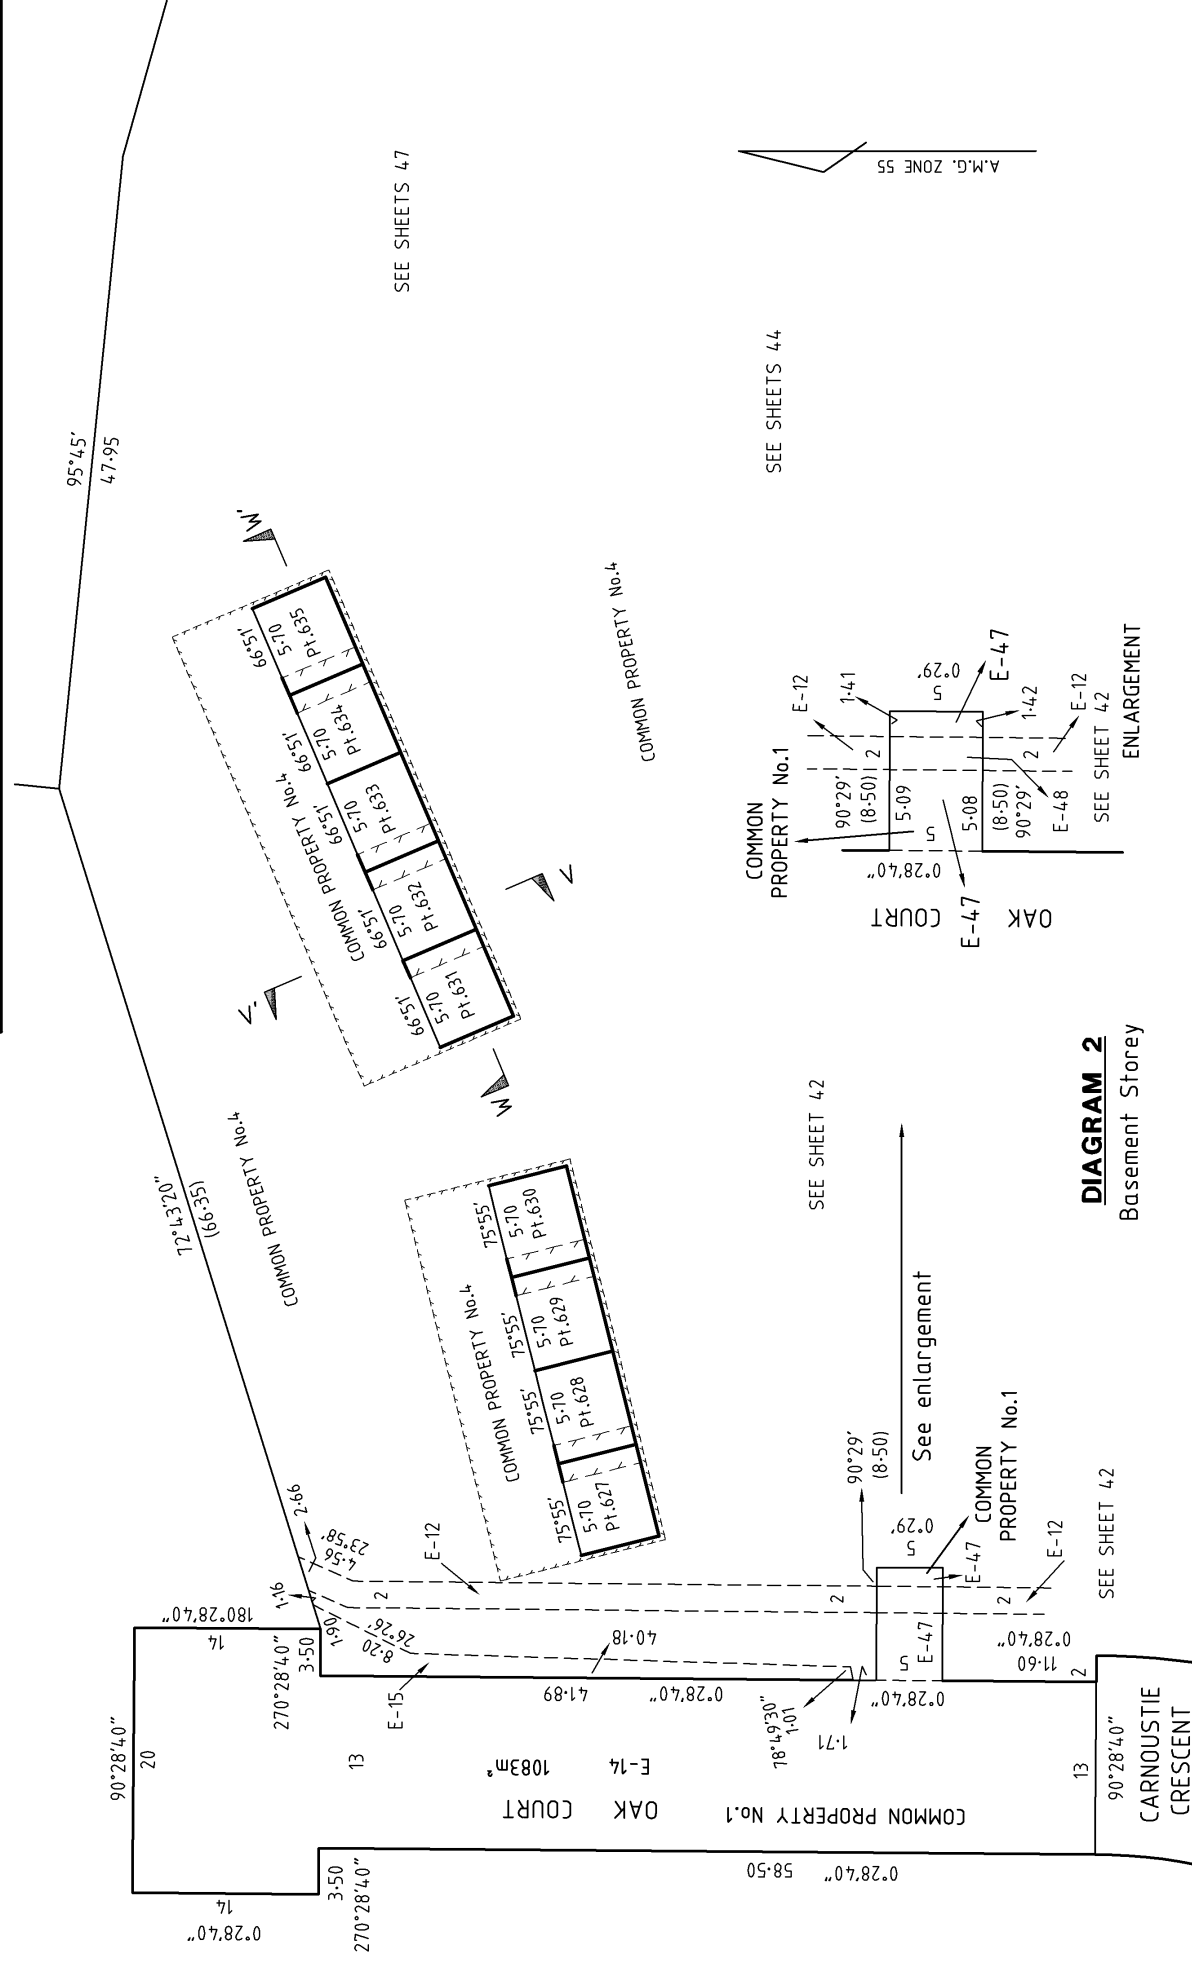 95°45'
47·95
SEE SHEETS 47
A.M.G. ZONE 55
SEE SHEETS 44
W'
66°51'
5·70
Pt.635
66°51'
5·70
Pt.634
66°51'
5·70
Pt.633
66°51'
5·70
Pt.632
66°51'
5·70
Pt.631
COMMON PROPERTY No.4
V
V'
W
COMMON PROPERTY No.4
72°43'20"
(66·35)
COMMON PROPERTY No.4
75°55'
5·70
Pt.630
75°55'
5·70
Pt.629
75°55'
5·70
Pt.628
75°55'
5·70
Pt.627
COMMON PROPERTY No.4
SEE SHEET 42
COMMON
PROPERTY No.1
E-12
1·41
90°29'
(8·50)
2
5·09
5
0°29'
E-47
5
5·08
1·42
(8·50)
90°29'
2
E-12
E-48
0°28'40"
E-47
OAK
COURT
SEE SHEET 42
ENLARGEMENT
DIAGRAM 2
Basement Storey
See enlargement
90°29'
(8·50)
5
0°29'
COMMON
PROPERTY No.1
E-47
E-12
SEE SHEET 42
2·66
4·56
23°58'
1·16
1·90
8·20
26°26'
E-12
2
2
2
40·18
E-15
41·89
0°28'40"
78°49'30"
1·01
1·71
5
E-47
0°28'40"
0°28'40"
11·60
2
180°28'40"
14
270°28'40"
3·50
90°28'40"
20
13
E-14
1083m²
OAK
COURT
COMMON PROPERTY No.1
13
90°28'40"
CARNOUSTIE
CRESCENT
58·50
0°28'40"
3·50
270°28'40"
14
0°28'40"